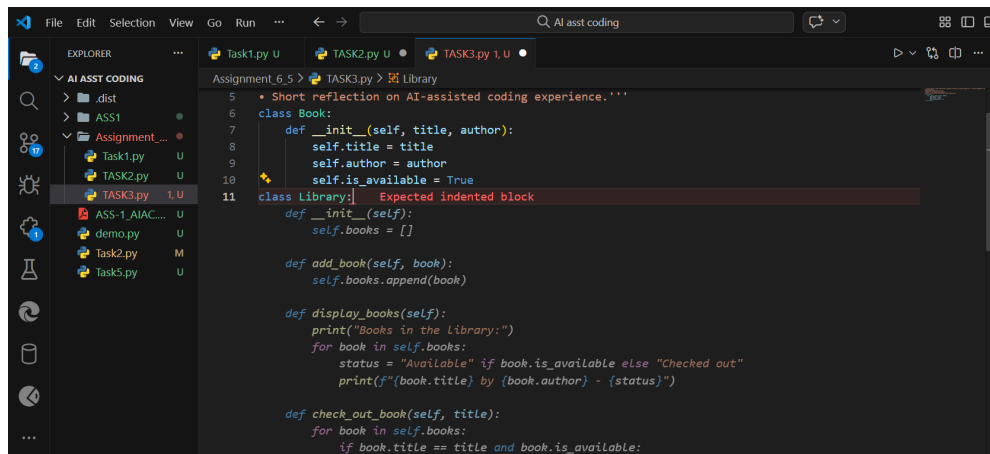 File Edit Selection View Go Run ··· ← → AI asst coding
EXPLORER ···
Task1.py U TASK2.py U ● TASK3.py 1, U ●
AI ASST CODING
Assignment_6_5 > TASK3.py > Library
.dist
ASS1
Assignment_...
Task1.py U
TASK2.py U
TASK3.py 1, U
ASS-1_AIAC.... U
demo.py U
Task2.py M
Task5.py U
2
17
1
5 • Short reflection on AI-assisted coding experience.'''
6 class Book:
7     def __init__(self, title, author):
8         self.title = title
9         self.author = author
10         self.is_available = True
11 class Library: Expected indented block
    def __init__(self):
        self.books = []
    def add_book(self, book):
        self.books.append(book)
    def display_books(self):
        print("Books in the library:")
        for book in self.books:
            status = "Available" if book.is_available else "Checked out"
            print(f"{book.title} by {book.author} - {status}")
    def check_out_book(self, title):
        for book in self.books:
            if book.title == title and book.is_available: